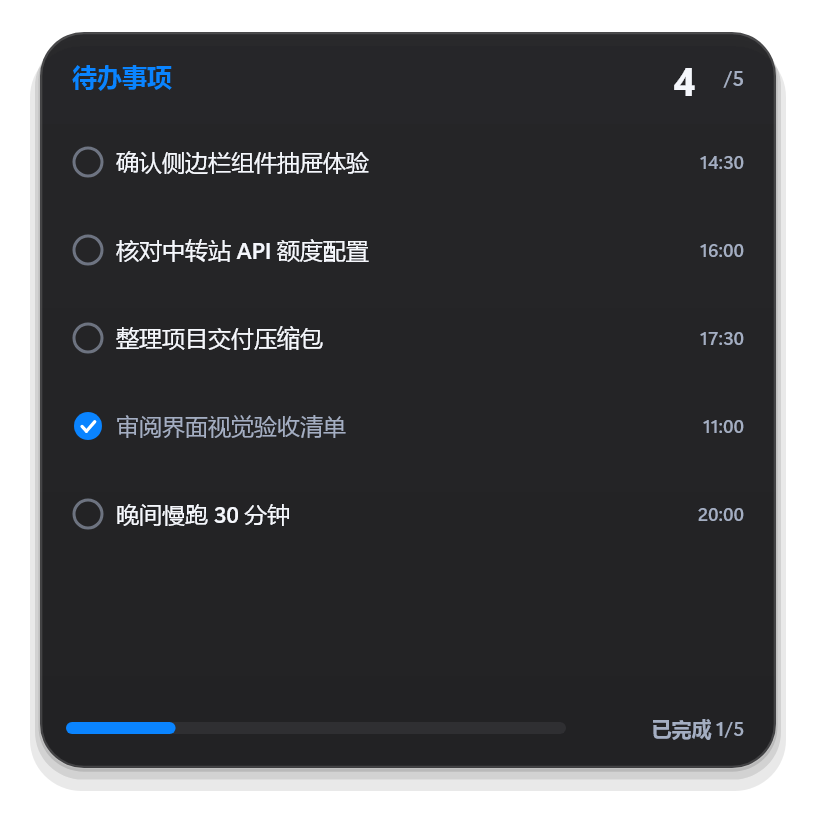 待办事项 4 /5
确认侧边栏组件抽屉体验 14:30
核对中转站 API 额度配置 16:00
整理项目交付压缩包 17:30
审阅界面视觉验收清单 11:00
晚间慢跑 30 分钟 20:00
已完成 1/5